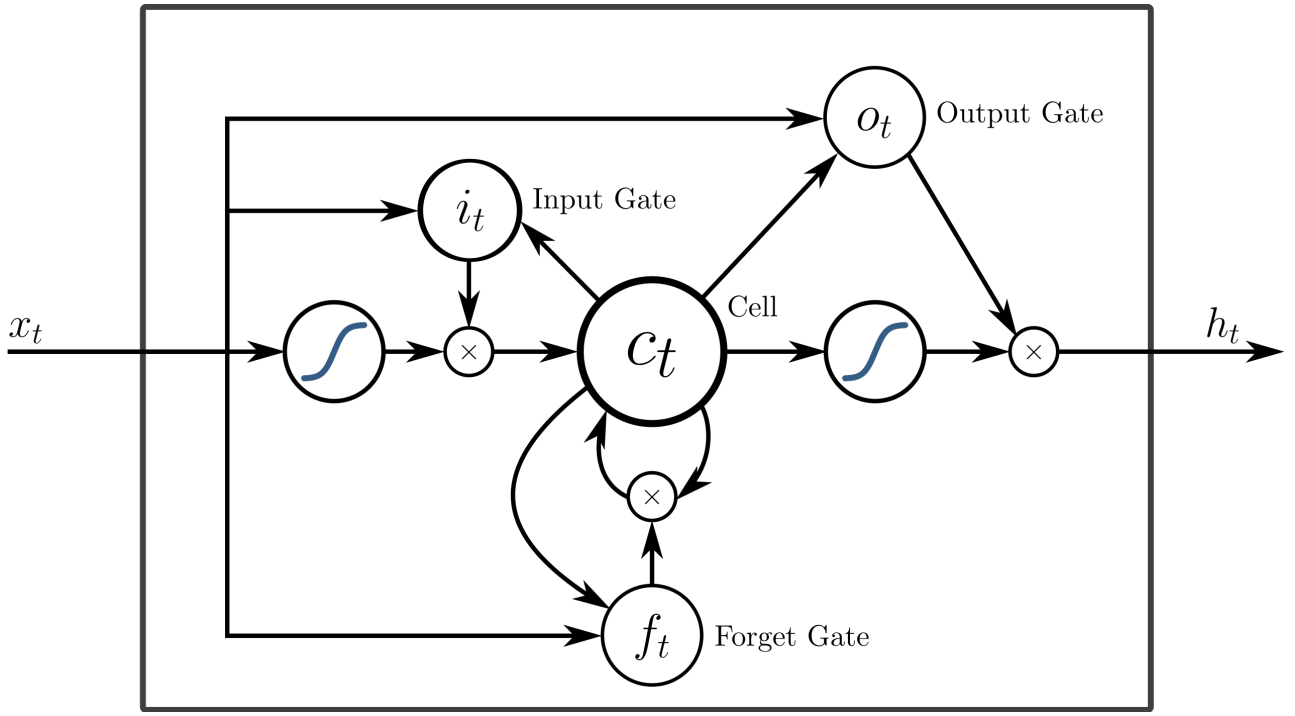 o_t Output Gate
i_t Input Gate
x_t
Cell
h_t
×
c_t
×
×
f_t Forget Gate